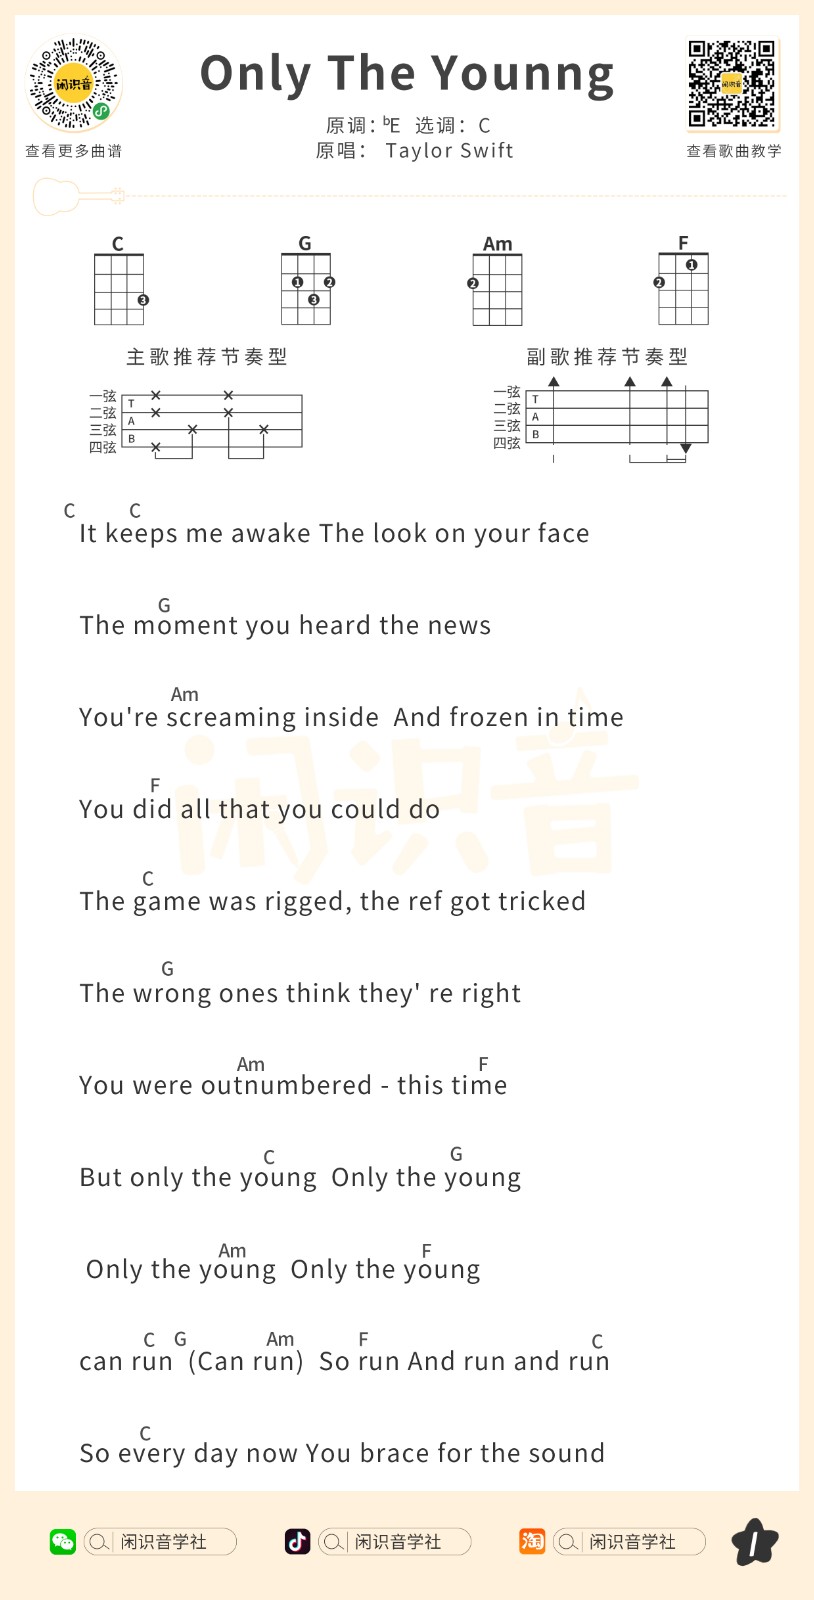 Only The Younng
闲识音
闲识音
原调：ᵇE 选调：C
查看更多曲谱
原唱： Taylor Swift
查看歌曲教学
C G Am F
3
1 2 3
2
1 2
主歌推荐节奏型 副歌推荐节奏型
一弦 T
二弦 A
三弦 B
四弦
一弦 T
二弦 A
三弦 B
四弦
C C
It keeps me awake The look on your face
G
The moment you heard the news
Am
You're screaming inside And frozen in time
F
You did all that you could do
闲识音
C
The game was rigged, the ref got tricked
G
The wrong ones think they' re right
Am F
You were outnumbered - this time
C G
But only the young Only the young
Am F
Only the young Only the young
C G Am F C
can run (Can run) So run And run and run
C
So every day now You brace for the sound
闲识音学社 闲识音学社 淘 闲识音学社 1